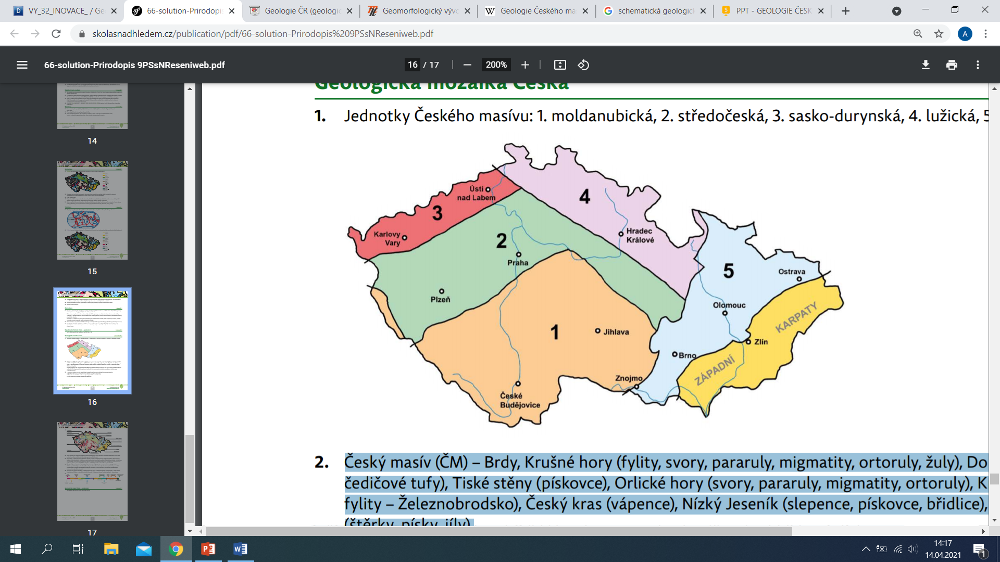 VY_32_INOVACE_ / Ge
66-solution-Prirodopis
Geologie ČR (geologic
Geomorfologický vývo
Geologie Českého ma
schematická geologick
PPT - GEOLOGIE ČESK
skolasnadhledem.cz/publication/pdf/66-solution-Prirodopis%209PSsNReseniweb.pdf
A
66-solution-Prirodopis 9PSsNReseniweb.pdf
16 / 17
200%
14
15
16
17
Geologická mozaika Česka
1. Jednotky Českého masívu: 1. moldanubická, 2. středočeská, 3. sasko-durynská, 4. lužická, 5
4
Ústí
nad Labem
3
Karlovy
Vary
Hradec
Králové
2
Praha
5
Ostrava
Plzeň
Olomouc
KARPATY
1
Jihlava
Zlín
Brno
ZÁPADNÍ
Znojmo
České
Budějovice
2. Český masív (ČM) – Brdy, Krušné hory (fylity, svory, pararuly, migmatity, ortoruly, žuly), Do
čedičové tufy), Tiské stěny (pískovce), Orlické hory (svory, pararuly, migmatity, ortoruly), K
fylity – Železnobrodsko), Český kras (vápence), Nízký Jeseník (slepence, pískovce, břidlice),
(štěrky, písky, jíly)
14:17
14.04.2021
1